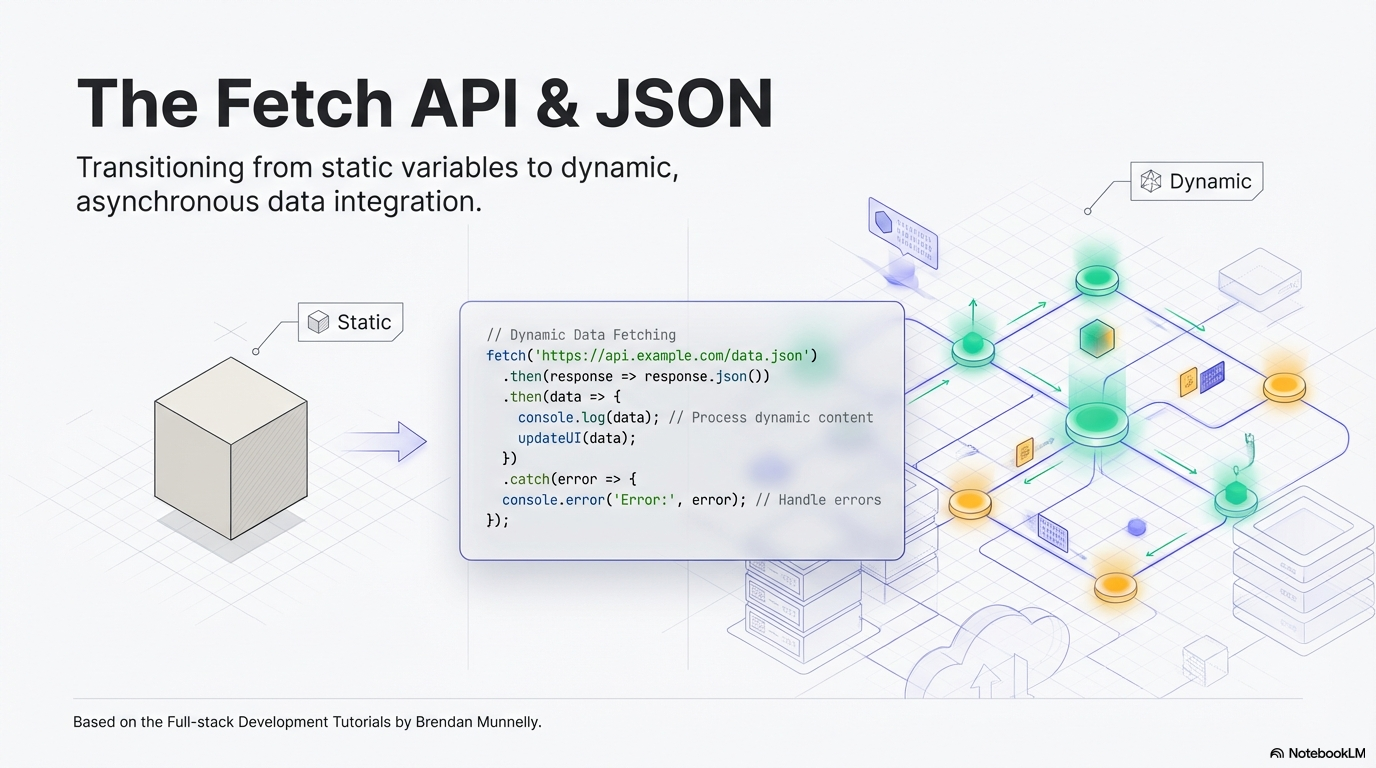 The Fetch API & JSON
Transitioning from static variables to dynamic,
asynchronous data integration.
Dynamic
Static
// Dynamic Data Fetching
fetch('https://api.example.com/data.json')
  .then(response => response.json())
  .then(data => {
    console.log(data); // Process dynamic content
    updateUI(data);
  })
  .catch(error => {
  console.error('Error:', error); // Handle errors
});
Based on the Full-stack Development Tutorials by Brendan Munnelly.
NotebookLM